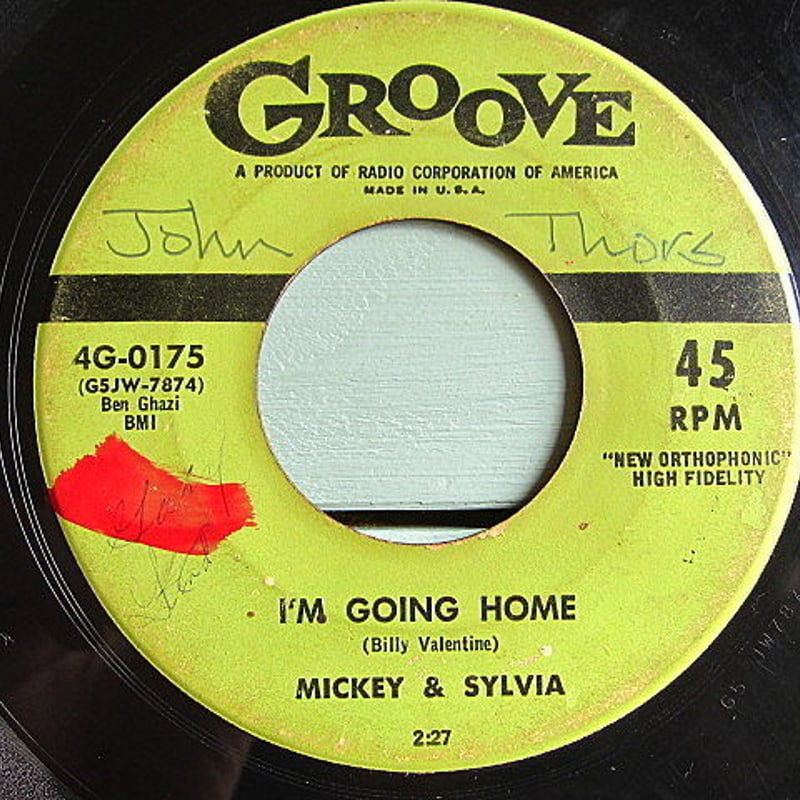 GROOVE
A PRODUCT OF RADIO CORPORATION OF AMERICA
MADE IN U.S.A.
John Thors
4G-0175
(G5JW-7874)
Ben Ghazi
BMI
45
RPM
"NEW ORTHOPHONIC"
HIGH FIDELITY
I'M GOING HOME
(Billy Valentine)
MICKEY & SYLVIA
2:27